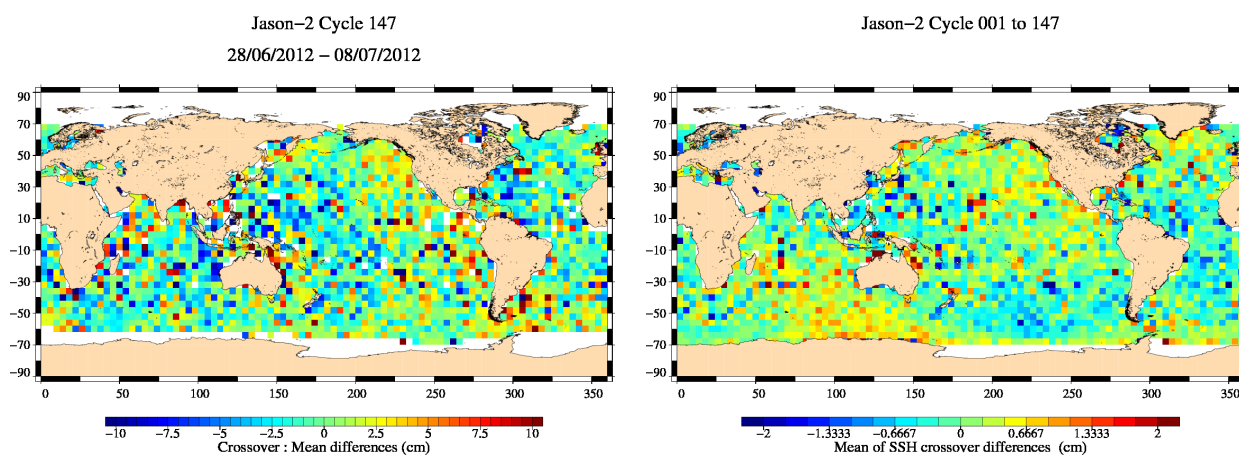 Jason−2 Cycle 147
28/06/2012 − 08/07/2012
90
70
50
30
10
−10
−30
−50
−70
−90
0 50 100 150 200 250 300 350
−10 −7.5 −5 −2.5 0 2.5 5 7.5 10
Crossover : Mean differences (cm)
Jason−2 Cycle 001 to 147
90
70
50
30
10
−10
−30
−50
−70
−90
0 50 100 150 200 250 300 350
−2 −1.3333 −0.6667 0 0.6667 1.3333 2
Mean of SSH crossover differences (cm)